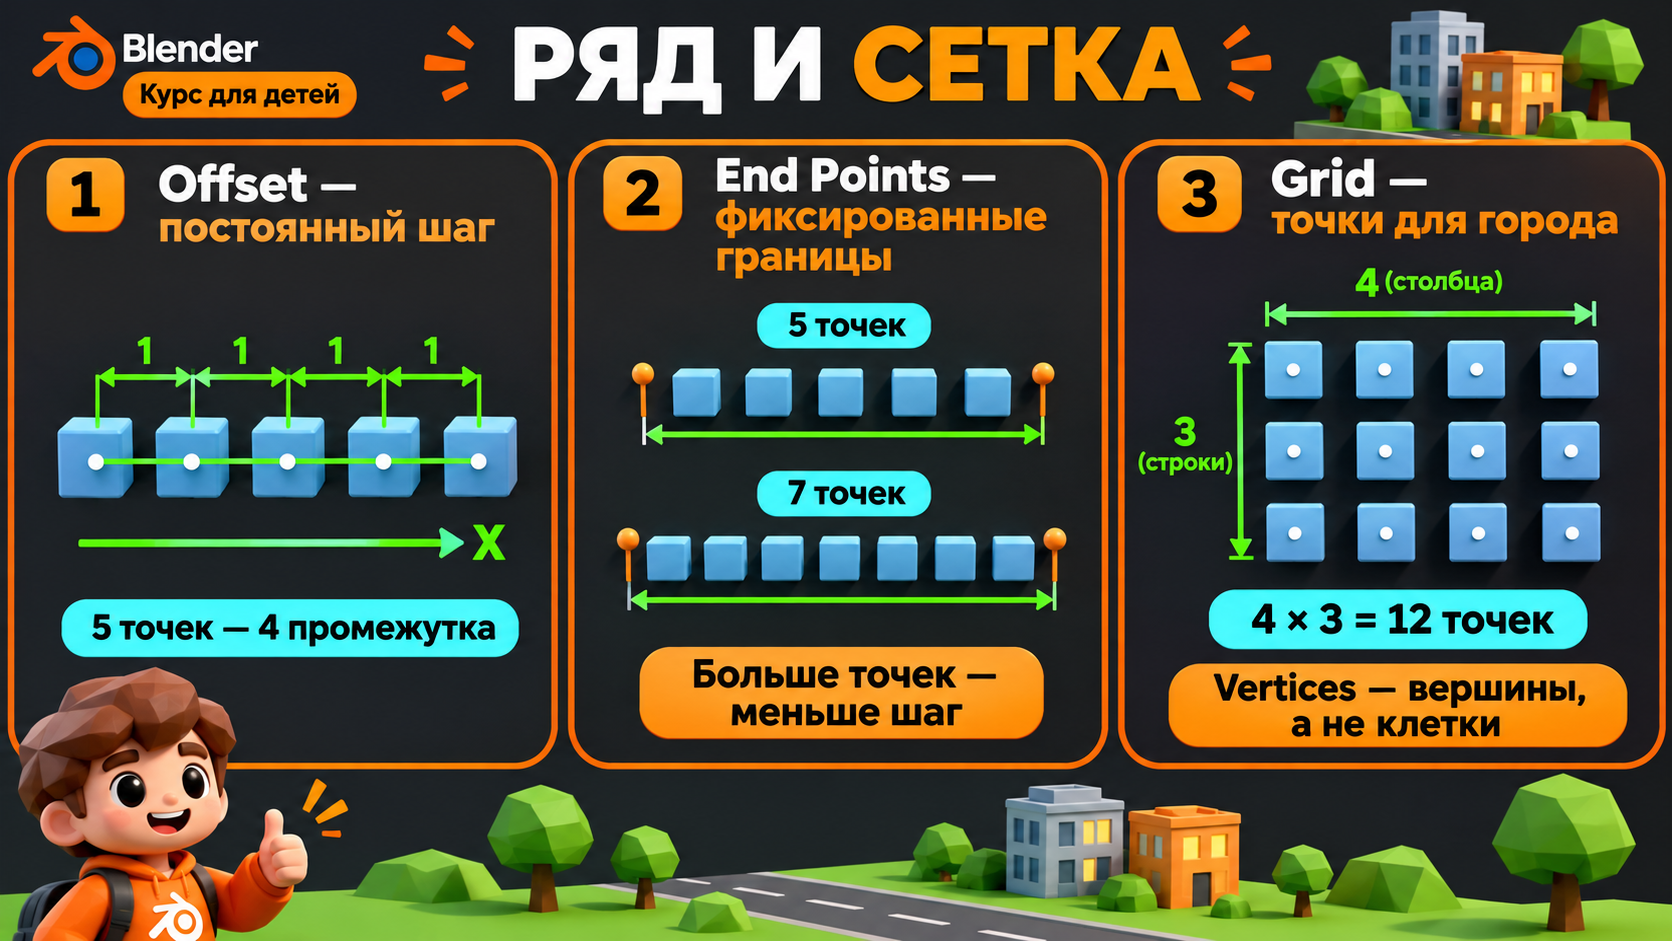 Blender
Курс для детей
РЯД И СЕТКА
1
Offset —
постоянный шаг
1 1 1 1
X
5 точек — 4 промежутка
2
End Points —
фиксированные
границы
5 точек
7 точек
Больше точек —
меньше шаг
3
Grid —
точки для города
4 (столбца)
3
(строки)
4 × 3 = 12 точек
Vertices — вершины,
а не клетки